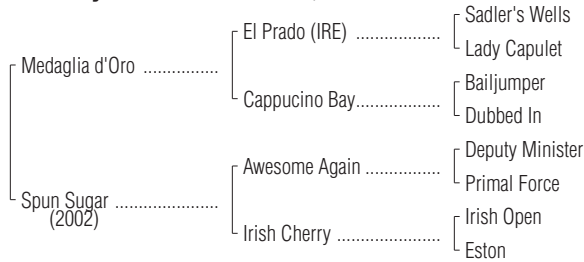 Sadler's Wells
El Prado (IRE) ..................
Lady Capulet
Medaglia d'Oro ................
Bailjumper
Cappucino Bay..................
Dubbed In
Deputy Minister
Awesome Again ................
Primal Force
Spun Sugar ......................
(2002)
Irish Open
Irish Cherry ......................
Eston